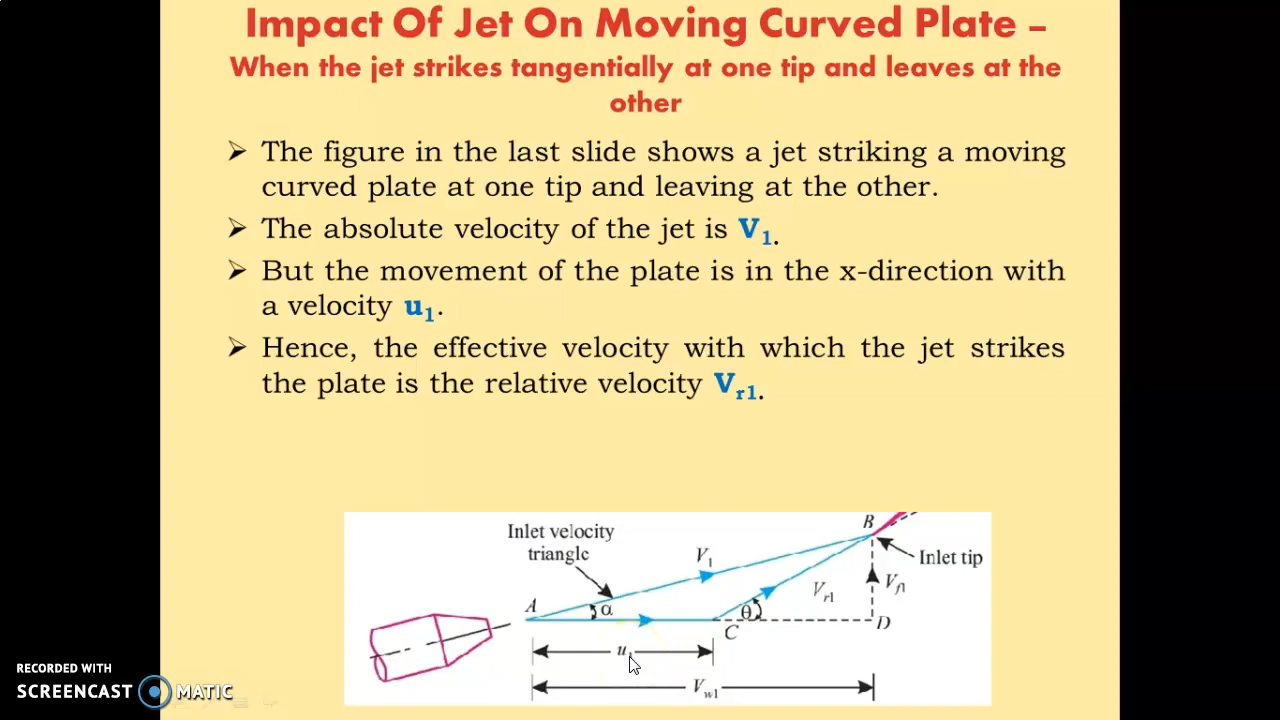 Impact Of Jet On Moving Curved Plate –
When the jet strikes tangentially at one tip and leaves at the
other
➢ The figure in the last slide shows a jet striking a moving
curved plate at one tip and leaving at the other.
➢ The absolute velocity of the jet is V1.
➢ But the movement of the plate is in the x-direction with
a velocity u1.
➢ Hence, the effective velocity with which the jet strikes
the plate is the relative velocity Vr1.
Inlet velocity
triangle
V1
B
Inlet tip
A
α
θ
Vr1
Vf1
C
D
u
Vw1
RECORDED WITH
SCREENCAST MATIC